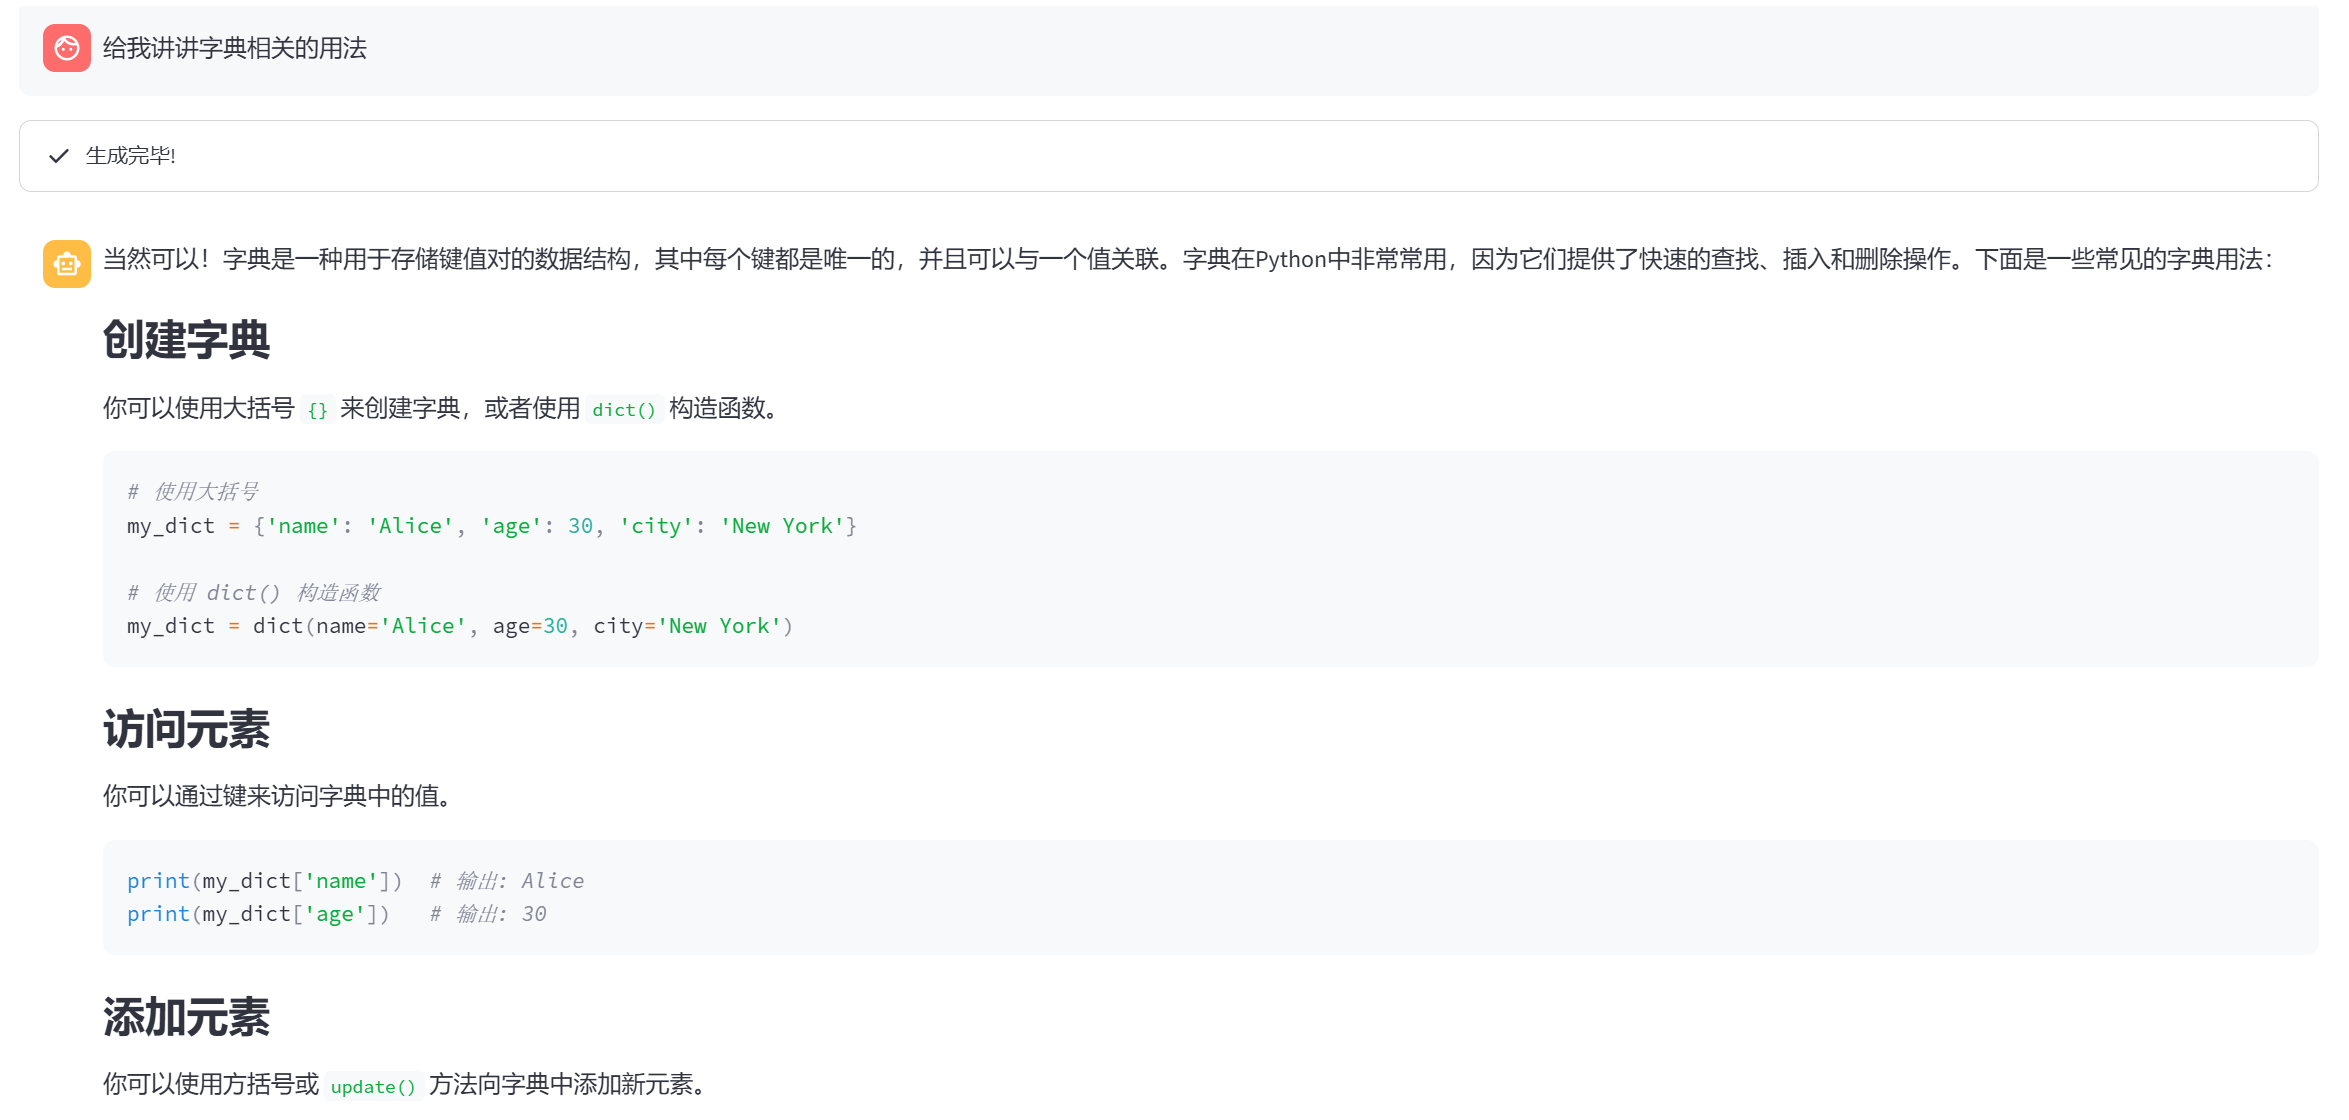 给我讲讲字典相关的用法
生成完毕!
当然可以！字典是一种用于存储键值对的数据结构，其中每个键都是唯一的，并且可以与一个值关联。字典在Python中非常常用，因为它们提供了快速的查找、插入和删除操作。下面是一些常见的字典用法：
创建字典
你可以使用大括号 {} 来创建字典，或者使用 dict() 构造函数。
# 使用大括号
my_dict = {'name': 'Alice', 'age': 30, 'city': 'New York'}
# 使用 dict() 构造函数
my_dict = dict(name='Alice', age=30, city='New York')
访问元素
你可以通过键来访问字典中的值。
print(my_dict['name'])  # 输出: Alice
print(my_dict['age'])   # 输出: 30
添加元素
你可以使用方括号或 update() 方法向字典中添加新元素。